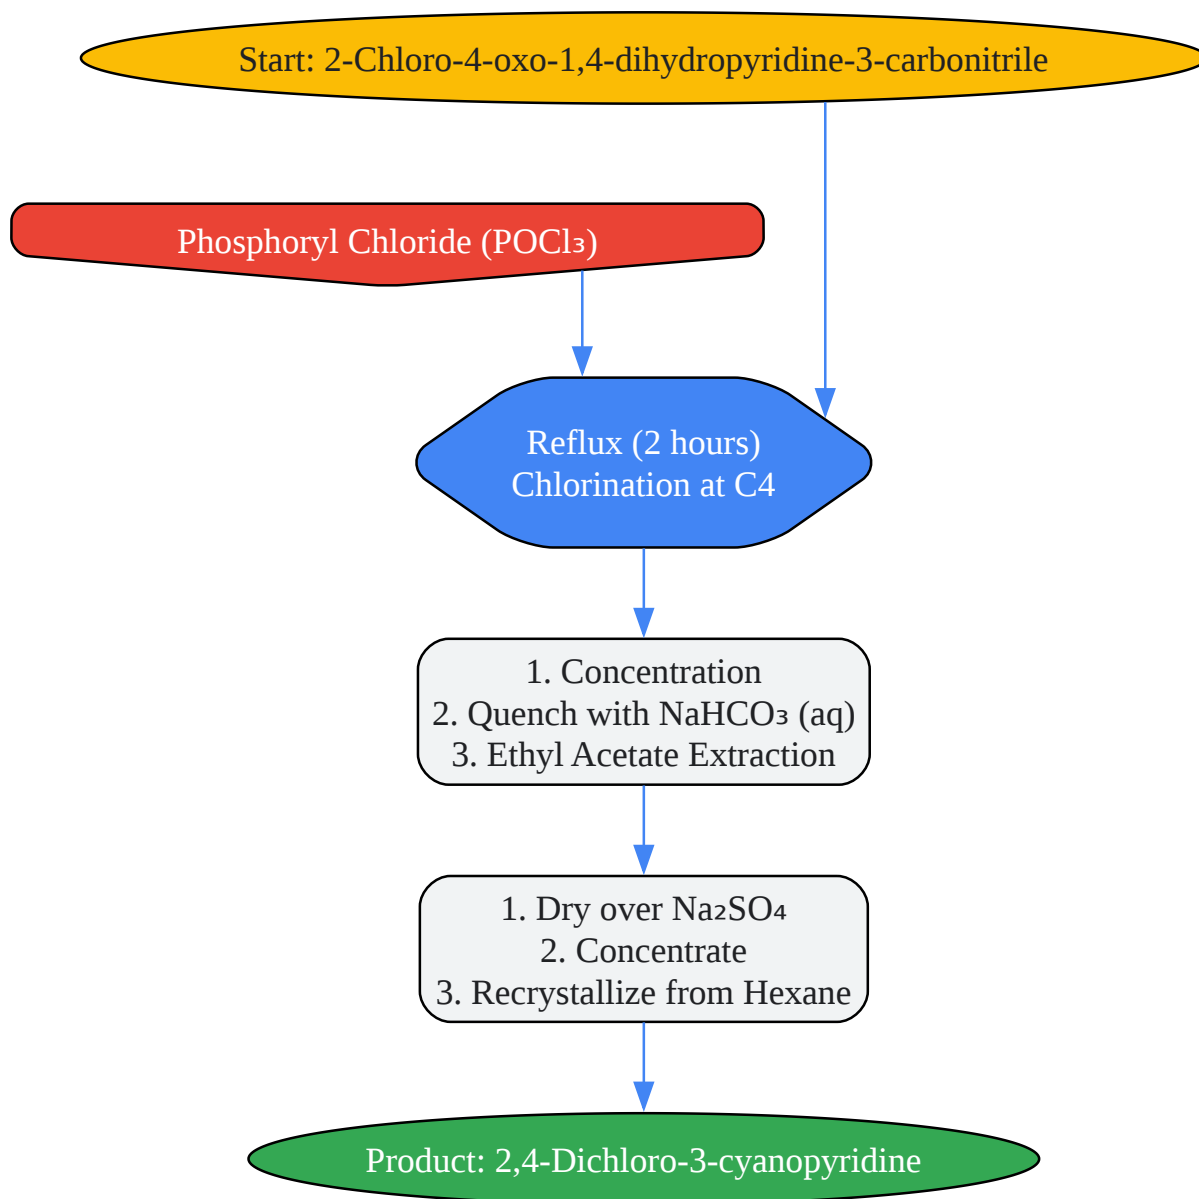 Start: 2-Chloro-4-oxo-1,4-dihydropyridine-3-carbonitrile
Phosphoryl Chloride (POCl₃)
Reflux (2 hours)
Chlorination at C4
1. Concentration
2. Quench with NaHCO₃ (aq)
3. Ethyl Acetate Extraction
1. Dry over Na₂SO₄
2. Concentrate
3. Recrystallize from Hexane
Product: 2,4-Dichloro-3-cyanopyridine